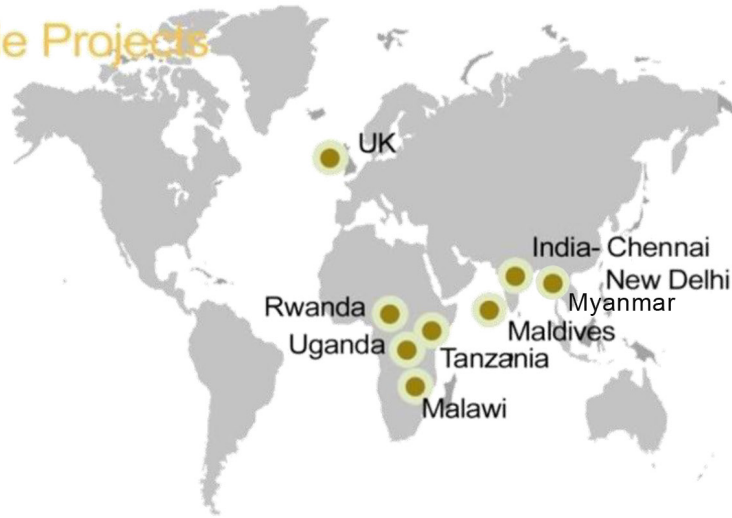 e Projects
UK
India- Chennai
New Delhi
Myanmar
Rwanda
Maldives
Uganda
Tanzania
Malawi